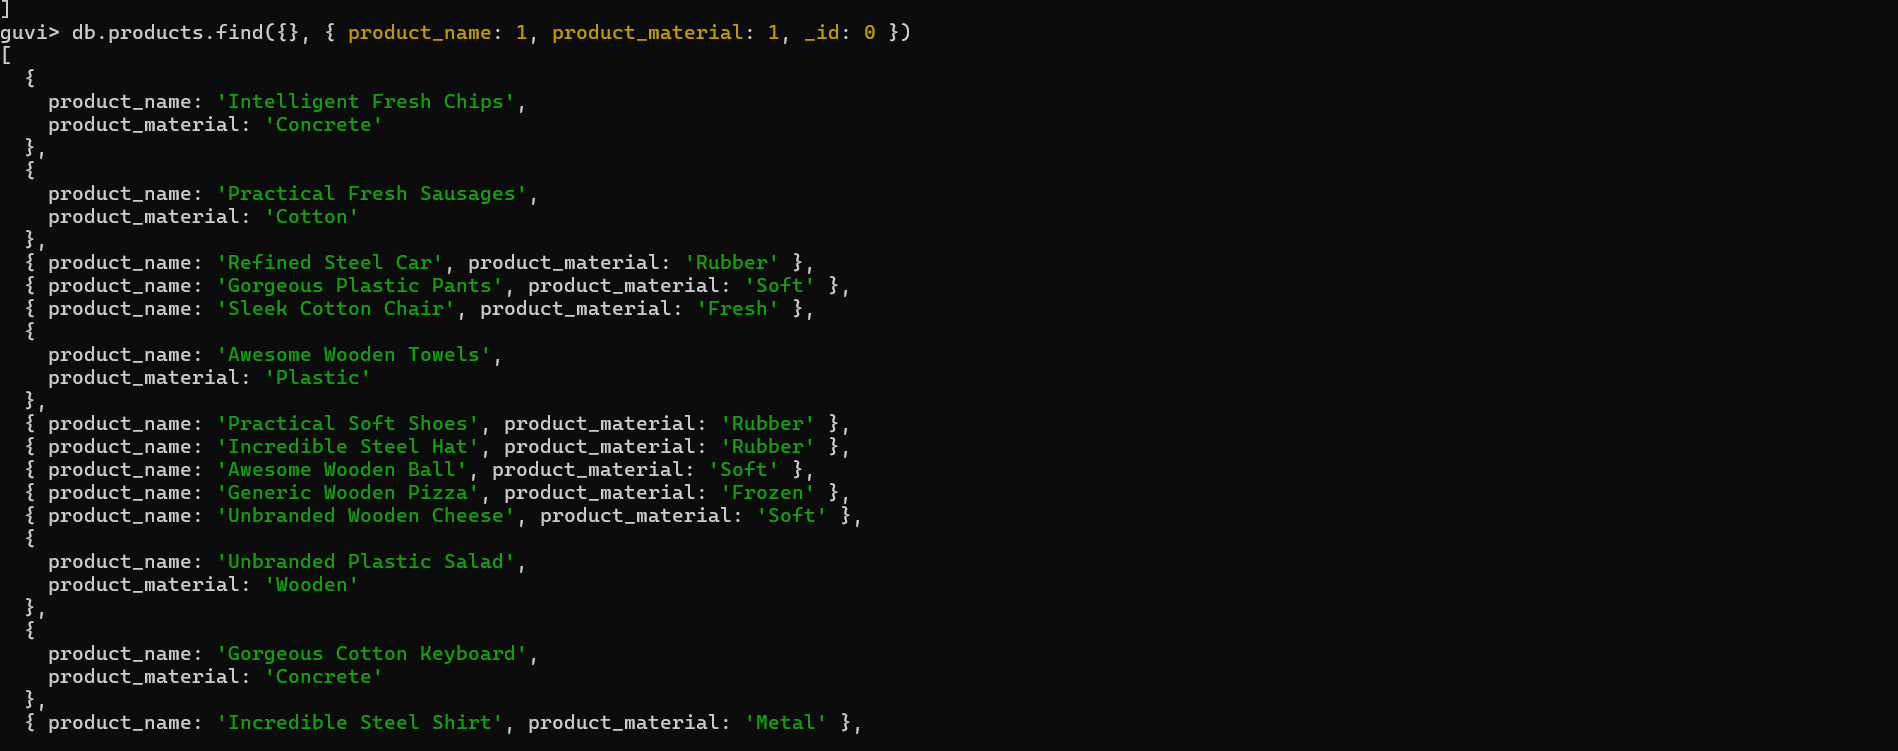 ]
guvi> db.products.find({}, { product_name: 1, product_material: 1, _id: 0 })
[
  {
    product_name: 'Intelligent Fresh Chips',
    product_material: 'Concrete'
  },
  {
    product_name: 'Practical Fresh Sausages',
    product_material: 'Cotton'
  },
  { product_name: 'Refined Steel Car', product_material: 'Rubber' },
  { product_name: 'Gorgeous Plastic Pants', product_material: 'Soft' },
  { product_name: 'Sleek Cotton Chair', product_material: 'Fresh' },
  {
    product_name: 'Awesome Wooden Towels',
    product_material: 'Plastic'
  },
  { product_name: 'Practical Soft Shoes', product_material: 'Rubber' },
  { product_name: 'Incredible Steel Hat', product_material: 'Rubber' },
  { product_name: 'Awesome Wooden Ball', product_material: 'Soft' },
  { product_name: 'Generic Wooden Pizza', product_material: 'Frozen' },
  { product_name: 'Unbranded Wooden Cheese', product_material: 'Soft' },
  {
    product_name: 'Unbranded Plastic Salad',
    product_material: 'Wooden'
  },
  {
    product_name: 'Gorgeous Cotton Keyboard',
    product_material: 'Concrete'
  },
  { product_name: 'Incredible Steel Shirt', product_material: 'Metal' },